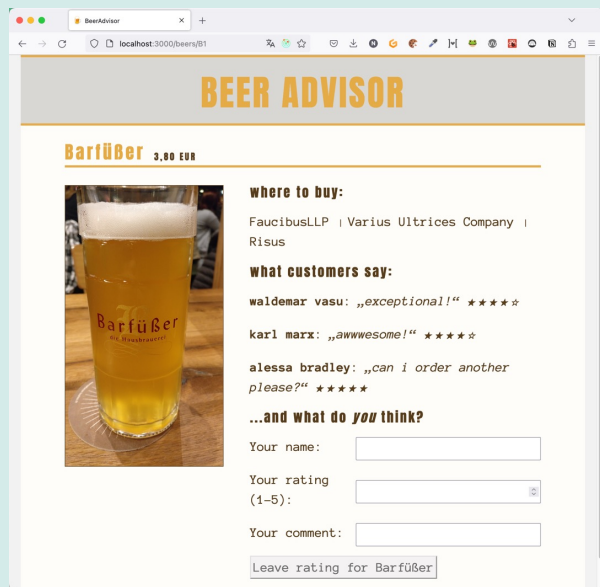 BeerAdvisor
localhost:3000/beers/B1
BEER ADVISOR
Barfüßer 3,80 EUR
where to buy:
FaucibusLLP | Varius Ultrices Company |
Risus
what customers say:
waldemar vasu: „exceptional!“ ★★★★☆
karl marx: „awwwesome!“ ★★★★☆
alessa bradley: „can i order another
please?“ ★★★★★
...and what do you think?
Your name:
Your rating
(1–5):
Your comment:
Leave rating for Barfüßer
Barfüßer
die Hausbrauerei